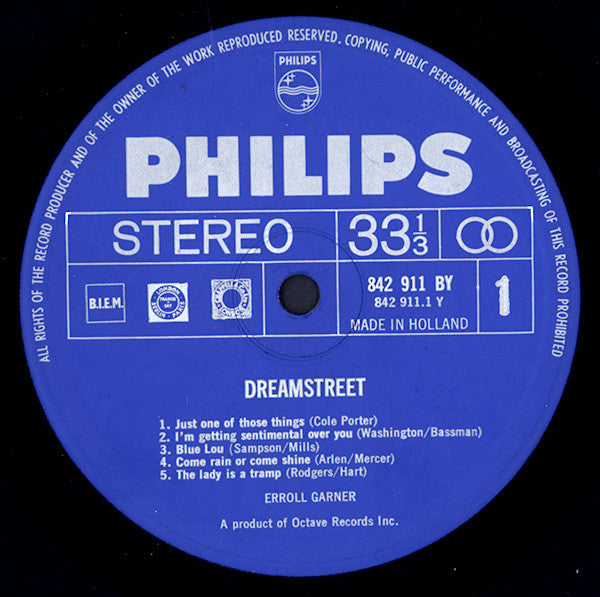 ALL RIGHTS OF THE RECORD PRODUCER AND OF THE OWNER OF THE WORK REPRODUCED RESERVED. COPYING, PUBLIC PERFORMANCE AND BROADCASTING OF THIS RECORD PROHIBITED
PHILIPS
PHILIPS
STEREO
33 1/3
B.I.E.M.
842 911 BY
842 911.1 Y
MADE IN HOLLAND
1
DREAMSTREET
1. Just one of those things (Cole Porter)
2. I'm getting sentimental over you (Washington/Bassman)
3. Blue Lou (Sampson/Mills)
4. Come rain or come shine (Arlen/Mercer)
5. The lady is a tramp (Rodgers/Hart)
ERROLL GARNER
A product of Octave Records Inc.